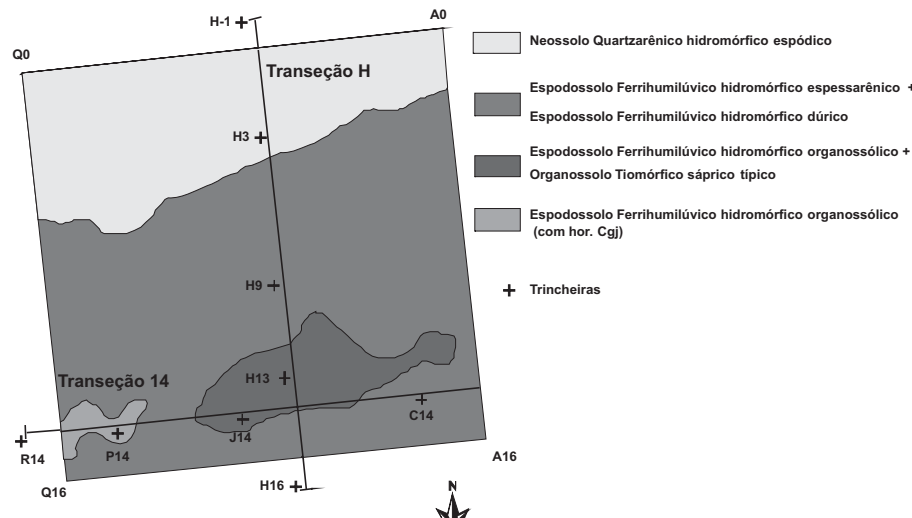 H-1
A0
Q0
Transeção H
H3
H9
Transeção 14
H13
C14
J14
R14
P14
A16
Q16
H16
N
Neossolo Quartzarênico hidromórfico espódico
Espodossolo Ferrihumilúvico hidromórfico espessarênico +
Espodossolo Ferrihumilúvico hidromórfico dúrico
Espodossolo Ferrihumilúvico hidromórfico organossólico +
Organossolo Tiomórfico sáprico típico
Espodossolo Ferrihumilúvico hidromórfico organossólico
(com hor. Cgj)
Trincheiras